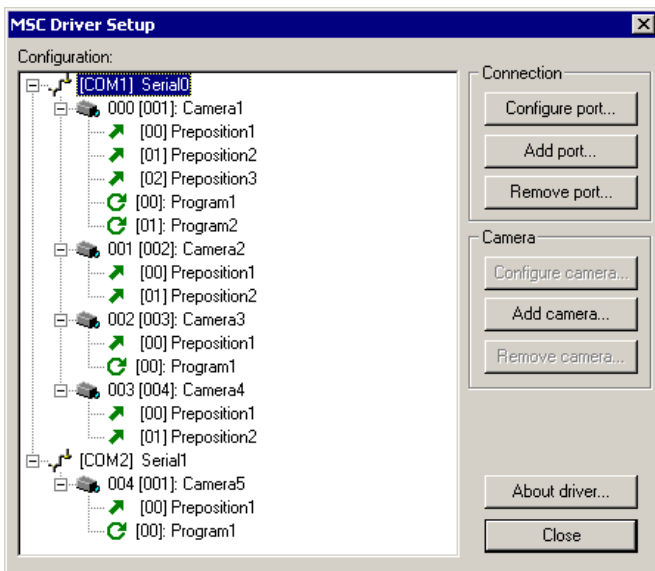 MSC Driver Setup
Configuration:
[COM1] Serial0
000 [001]: Camera1
[00] Preposition1
[01] Preposition2
[02] Preposition3
[00]: Program1
[01]: Program2
001 [002]: Camera2
[00] Preposition1
[01] Preposition2
002 [003]: Camera3
[00] Preposition1
[00]: Program1
003 [004]: Camera4
[00] Preposition1
[01] Preposition2
[COM2] Serial1
004 [001]: Camera5
[00] Preposition1
[00]: Program1
Connection
Configure port...
Add port...
Remove port...
Camera
Configure camera...
Add camera...
Remove camera...
About driver...
Close